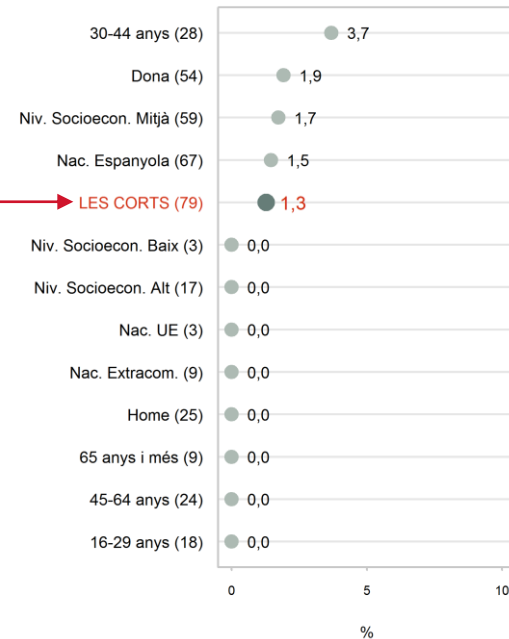 30-44 anys (28) 3,7
Dona (54) 1,9
Niv. Socioecon. Mitjà (59) 1,7
Nac. Espanyola (67) 1,5
LES CORTS (79) 1,3
Niv. Socioecon. Baix (3) 0,0
Niv. Socioecon. Alt (17) 0,0
Nac. UE (3) 0,0
Nac. Extracom. (9) 0,0
Home (25) 0,0
65 anys i més (9) 0,0
45-64 anys (24) 0,0
16-29 anys (18) 0,0
0 5 10
%